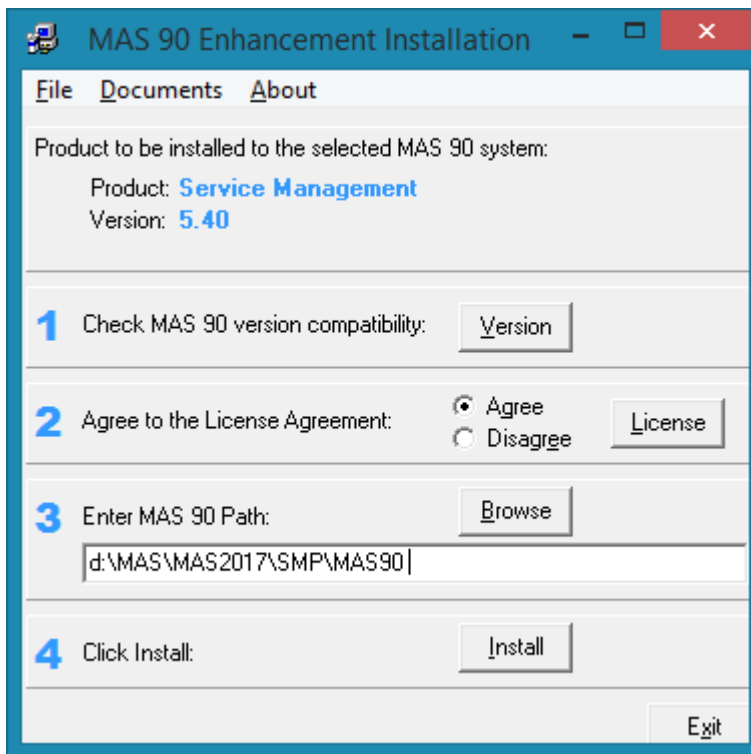 MAS 90 Enhancement Installation
File Documents About
Product to be installed to the selected MAS 90 system:
Product: Service Management
Version: 5.40
1 Check MAS 90 version compatibility: Version
2 Agree to the License Agreement: Agree
Disagree
License
3 Enter MAS 90 Path: Browse
d:\MAS\MAS2017\SMP\MAS90
4 Click Install: Install
Exit